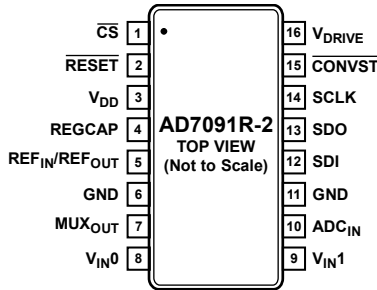 CS 1 16 VDRIVE
RESET 2 15 CONVST
VDD 3 14 SCLK
REGCAP 4 AD7091R-2 13 SDO
TOP VIEW
REFIN/REFOUT 5 (Not to Scale) 12 SDI
GND 6 11 GND
MUXOUT 7 10 ADCIN
VIN0 8 9 VIN1